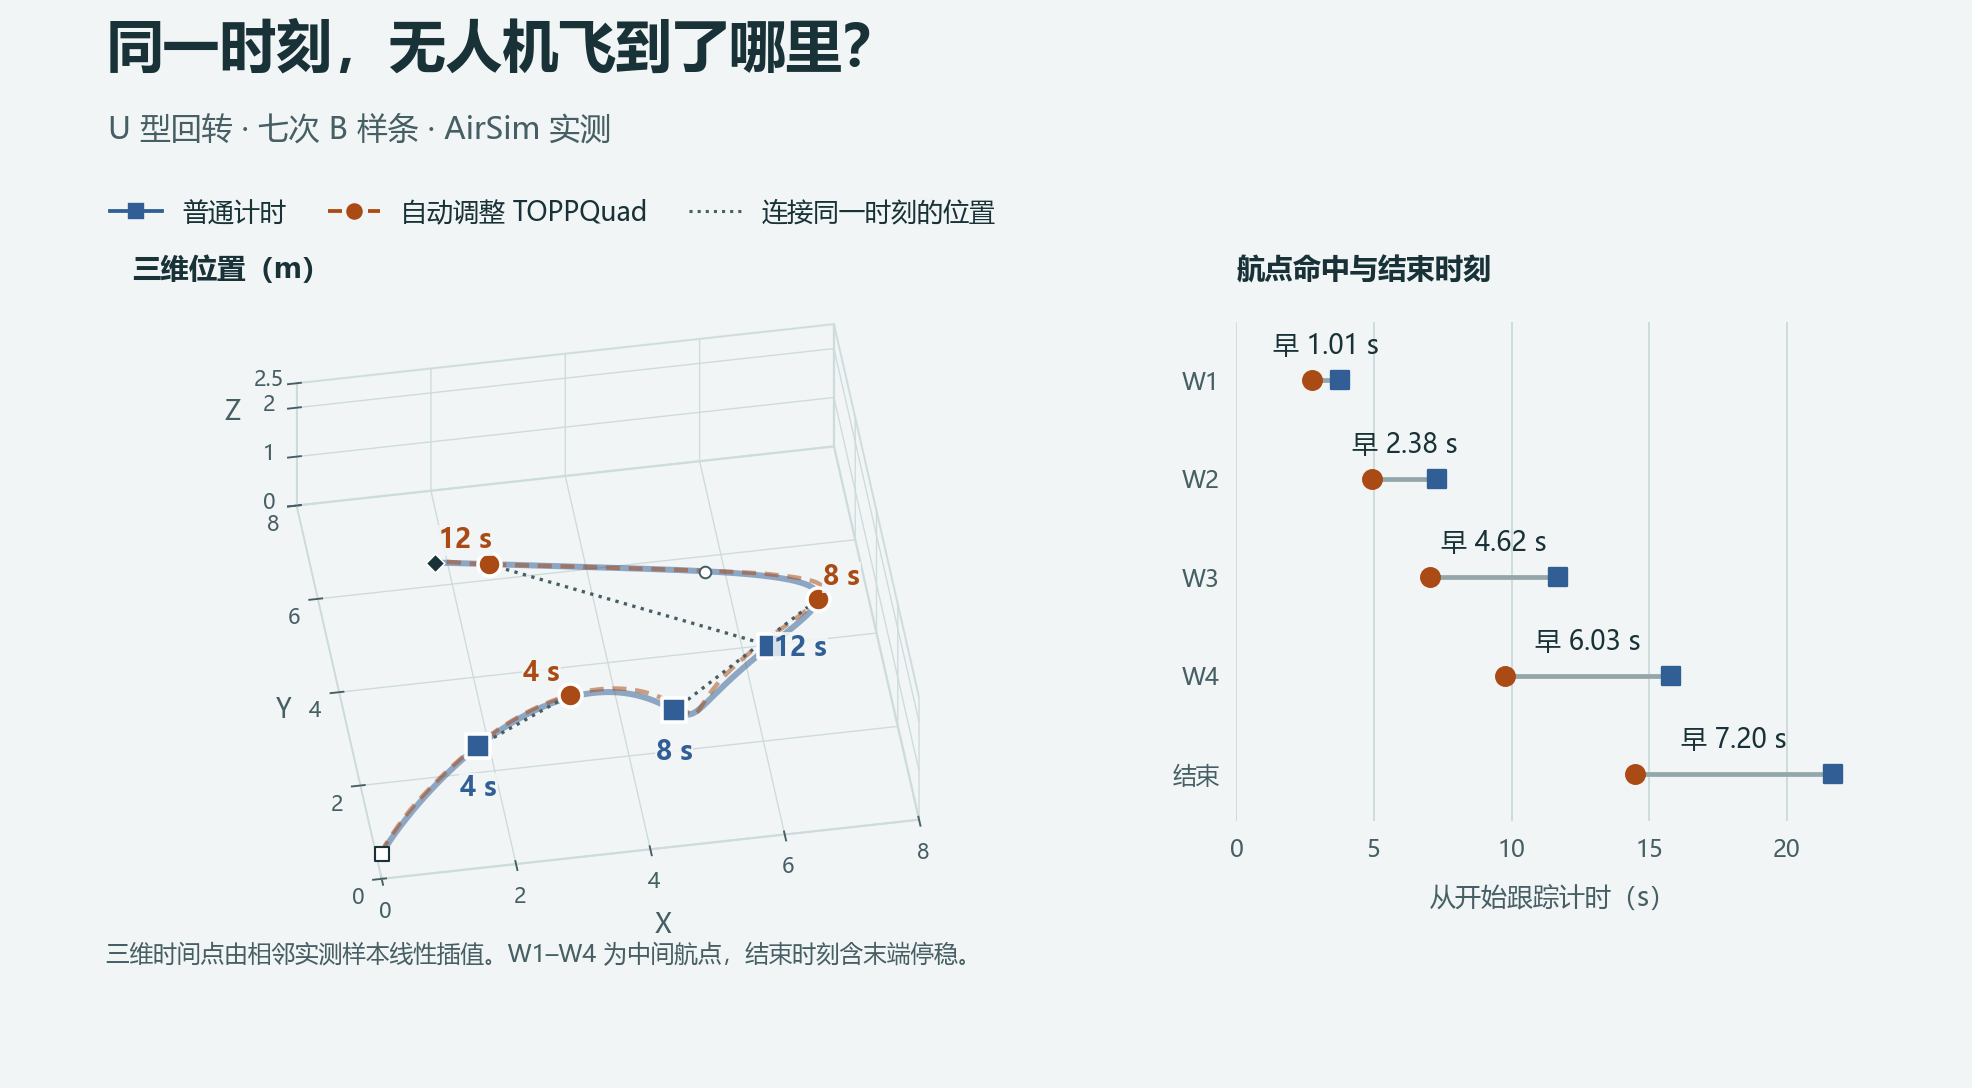 同一时刻，无人机飞到了哪里？
U 型回转 · 七次 B 样条 · AirSim 实测
普通计时 自动调整 TOPPQuad 连接同一时刻的位置
三维位置（m）
2.5
Z 2
1
0
8
6
Y 4
2
0
0
2
4
6
8
X
12 s
8 s
12 s
4 s
8 s
4 s
航点命中与结束时刻
早 1.01 s
W1
早 2.38 s
W2
早 4.62 s
W3
早 6.03 s
W4
早 7.20 s
结束
0 5 10 15 20
从开始跟踪计时（s）
三维时间点由相邻实测样本线性插值。W1–W4 为中间航点，结束时刻含末端停稳。